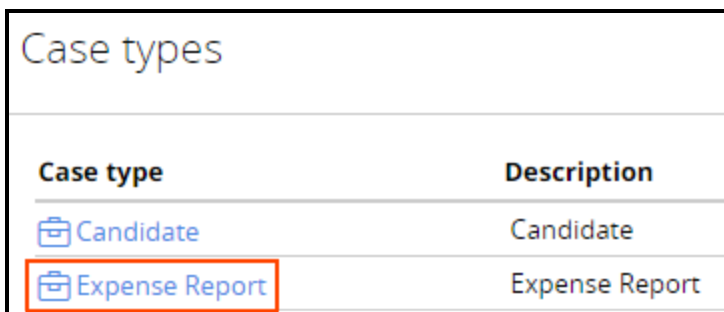 Case types
Case type Description
Candidate Candidate
Expense Report Expense Report